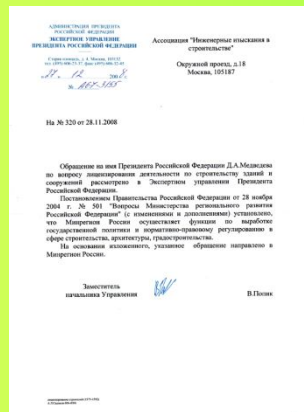 АДМИНИСТРАЦИЯ ПРЕЗИДЕНТА
РОССИЙСКОЙ ФЕДЕРАЦИИ
ЭКСПЕРТНОЕ УПРАВЛЕНИЕ
ПРЕЗИДЕНТА РОССИЙСКОЙ ФЕДЕРАЦИИ
Ассоциация "Инженерные изыскания в
строительстве"
Окружной проезд, д.18
Москва, 105187
На № 320 от 28.11.2008
Обращение на имя Президента Российской Федерации Д.А.Медведева
по вопросу лицензирования деятельности по строительству зданий и
сооружений рассмотрено в Экспертном управлении Президента
Российской Федерации.
Постановлением Правительства Российской Федерации от 28 ноября
2004 г. № 501 "Вопросы Министерства регионального развития
Российской Федерации" (с изменениями и дополнениями) установлено,
что Минрегион России осуществляет функции по выработке
государственной политики и нормативно-правовому регулированию в
сфере строительства, архитектуры, градостроительства.
На основании изложенного, указанное обращение направлено в
Минрегион России.
Заместитель
начальника Управления
В.Попик